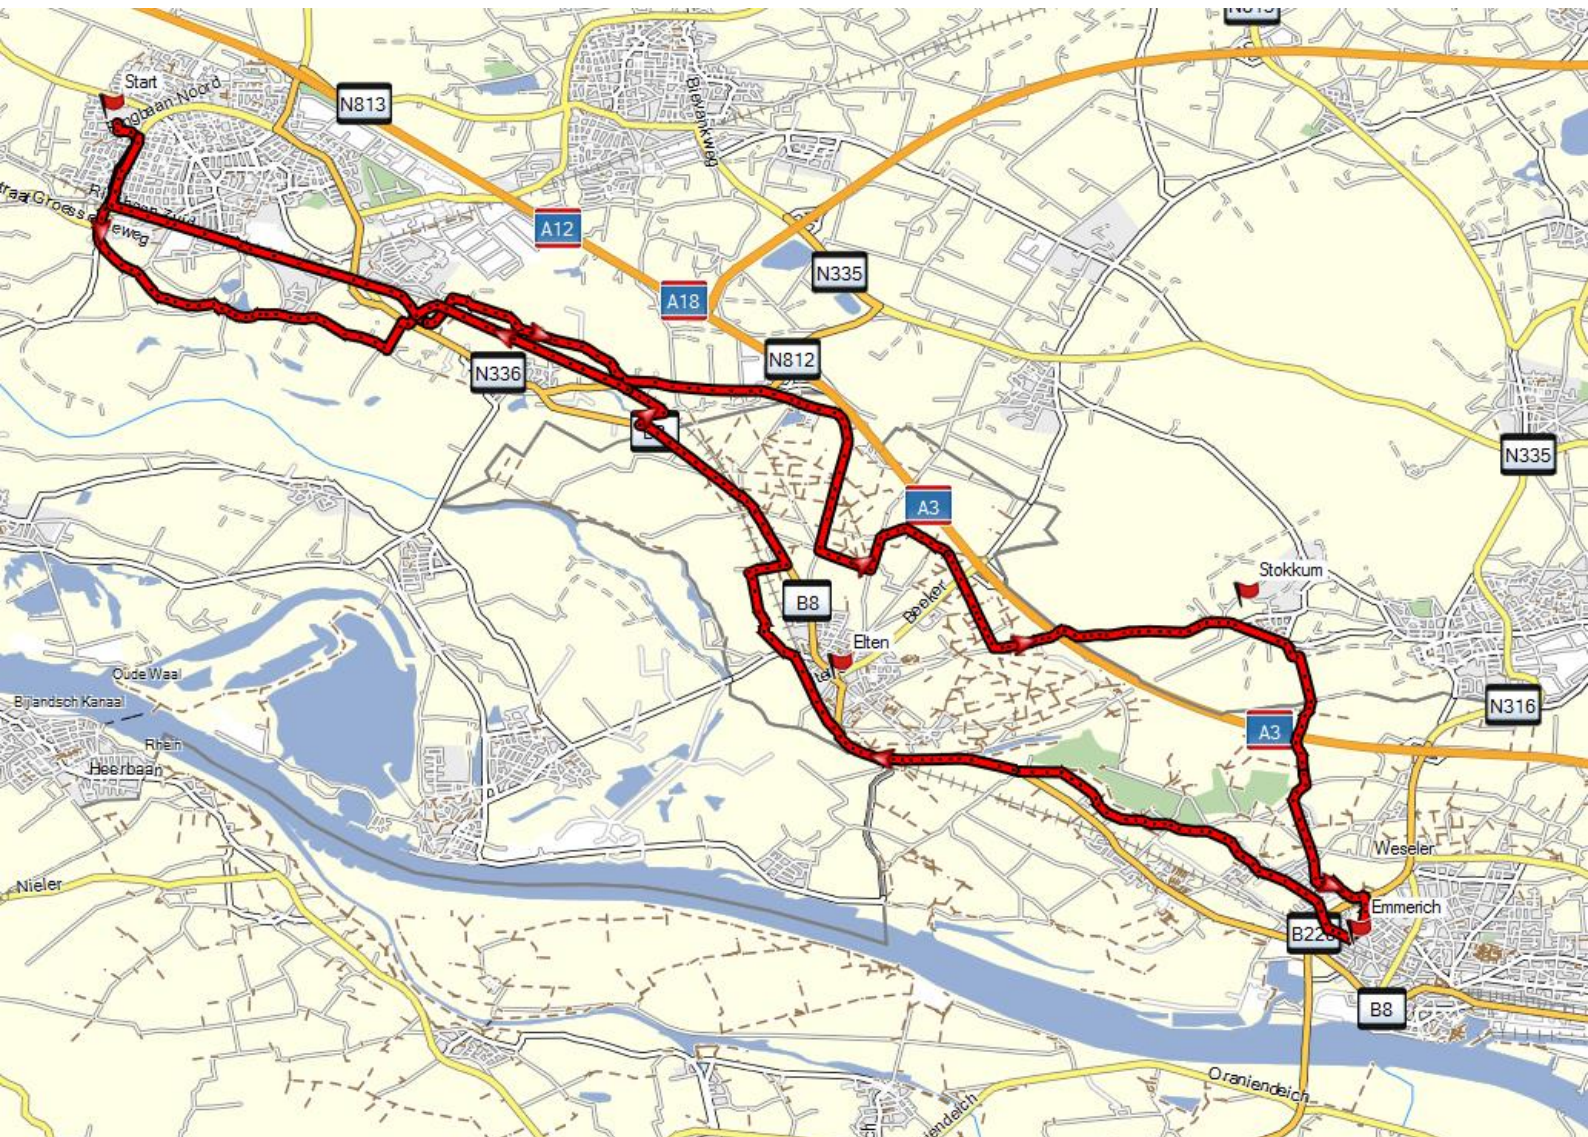 Start
Ringbaan-Noord
N813
Bievankweg
A12
N335
A18
N812
N336
N335
A3
Stokkum
B8
Beeker
Elten
Oude Waal
Bijlandsch Kanaal
Rhein
Heerbaan
N316
A3
Weseler
Nieler
Emmerich
B220
B8
Oraniendeich